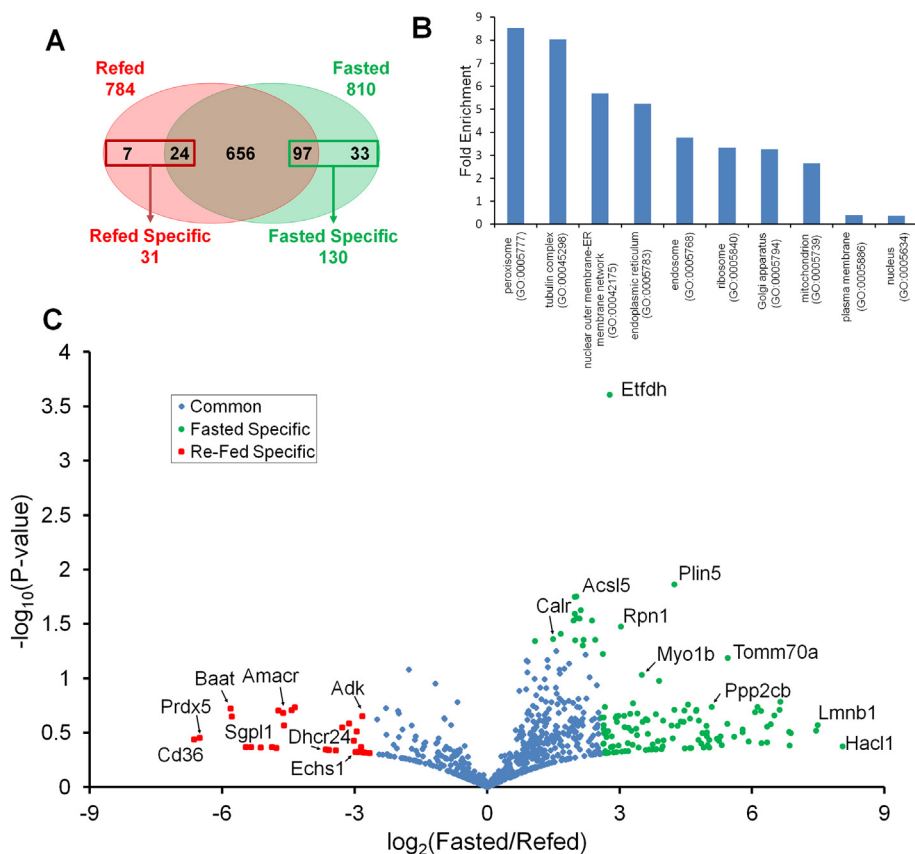 A
Refed
784
Fasted
810
7
24
656
97
33
Refed Specific
31
Fasted Specific
130
B
Fold Enrichment
9
8
7
6
5
4
3
2
1
0
peroxisome
(GO:0005777)
tubulin complex
(GO:00045298)
nuclear outer membrane-ER
membrane network
(GO:00042175)
endoplasmic reticulum
(GO:0005783)
endosome
(GO:0005768)
ribosome
(GO:0005840)
Golgi apparatus
(GO:0005794)
mitochondrion
(GO:0005739)
plasma membrane
(GO:0005886)
nucleus
(GO:0005634)
C
-log10(P-value)
4
3.5
3
2.5
2
1.5
1
0.5
0
Common
Fasted Specific
Re-Fed Specific
Etfdh
Plin5
Acsl5
Calr
Rpn1
Myo1b
Tomm70a
Ppp2cb
Lmnb1
Hacl1
Baat
Amacr
Adk
Prdx5
Sgpl1
Dhcr24
Cd36
Echs1
-9
-6
-3
0
3
6
9
log2(Fasted/Refed)